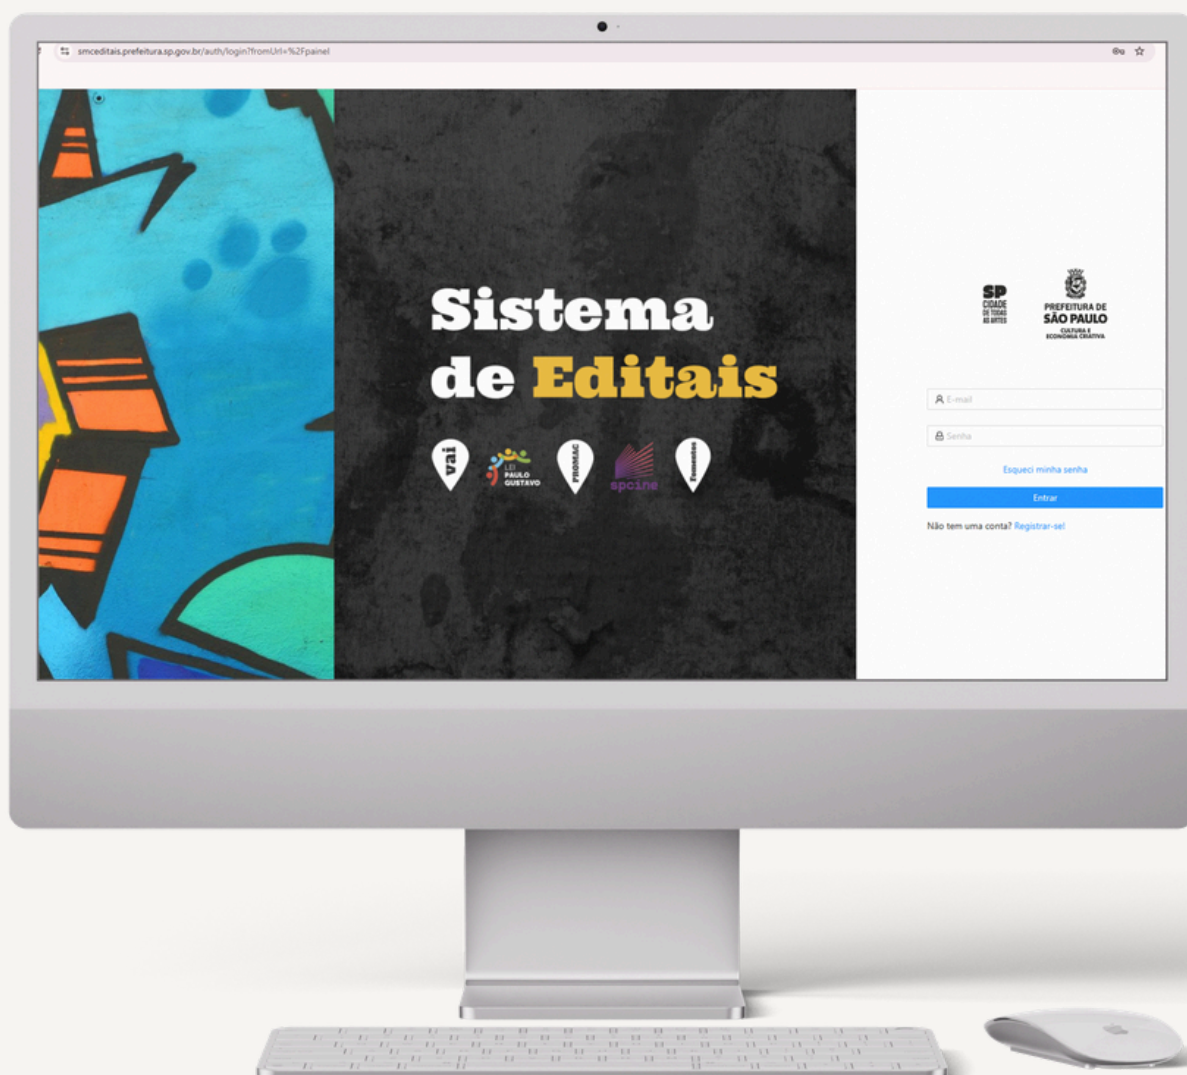 smceditais.prefeitura.sp.gov.br/auth/login?fromUrl=%2Fpainel
Sistema
de Editais
vai
LEI
PAULO
GUSTAVO
PROMAC
spcine
Fomentos
SP
CIDADE
DE TODAS
AS ARTES
PREFEITURA DE
SÃO PAULO
CULTURA E
ECONOMIA CRIATIVA
E-mail
Senha
Esqueci minha senha
Entrar
Não tem uma conta? Registrar-se!